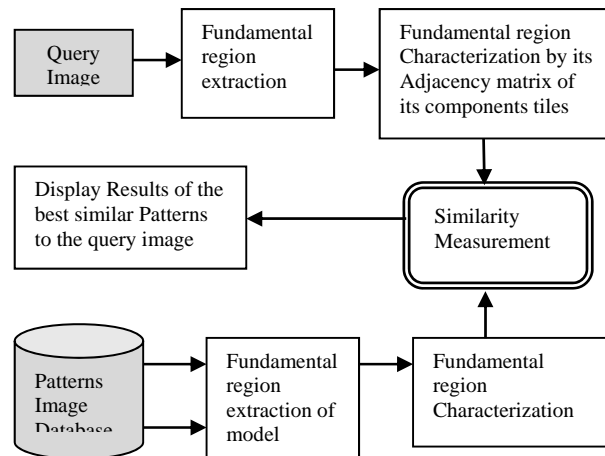 Query
Image
Fundamental
region
extraction
Fundamental region
Characterization by its
Adjacency matrix of
its components tiles
Display Results of the
best similar Patterns
to the query image
Similarity
Measurement
Patterns
Image
Database
Fundamental
region
extraction of
model
Fundamental
region
Characterization